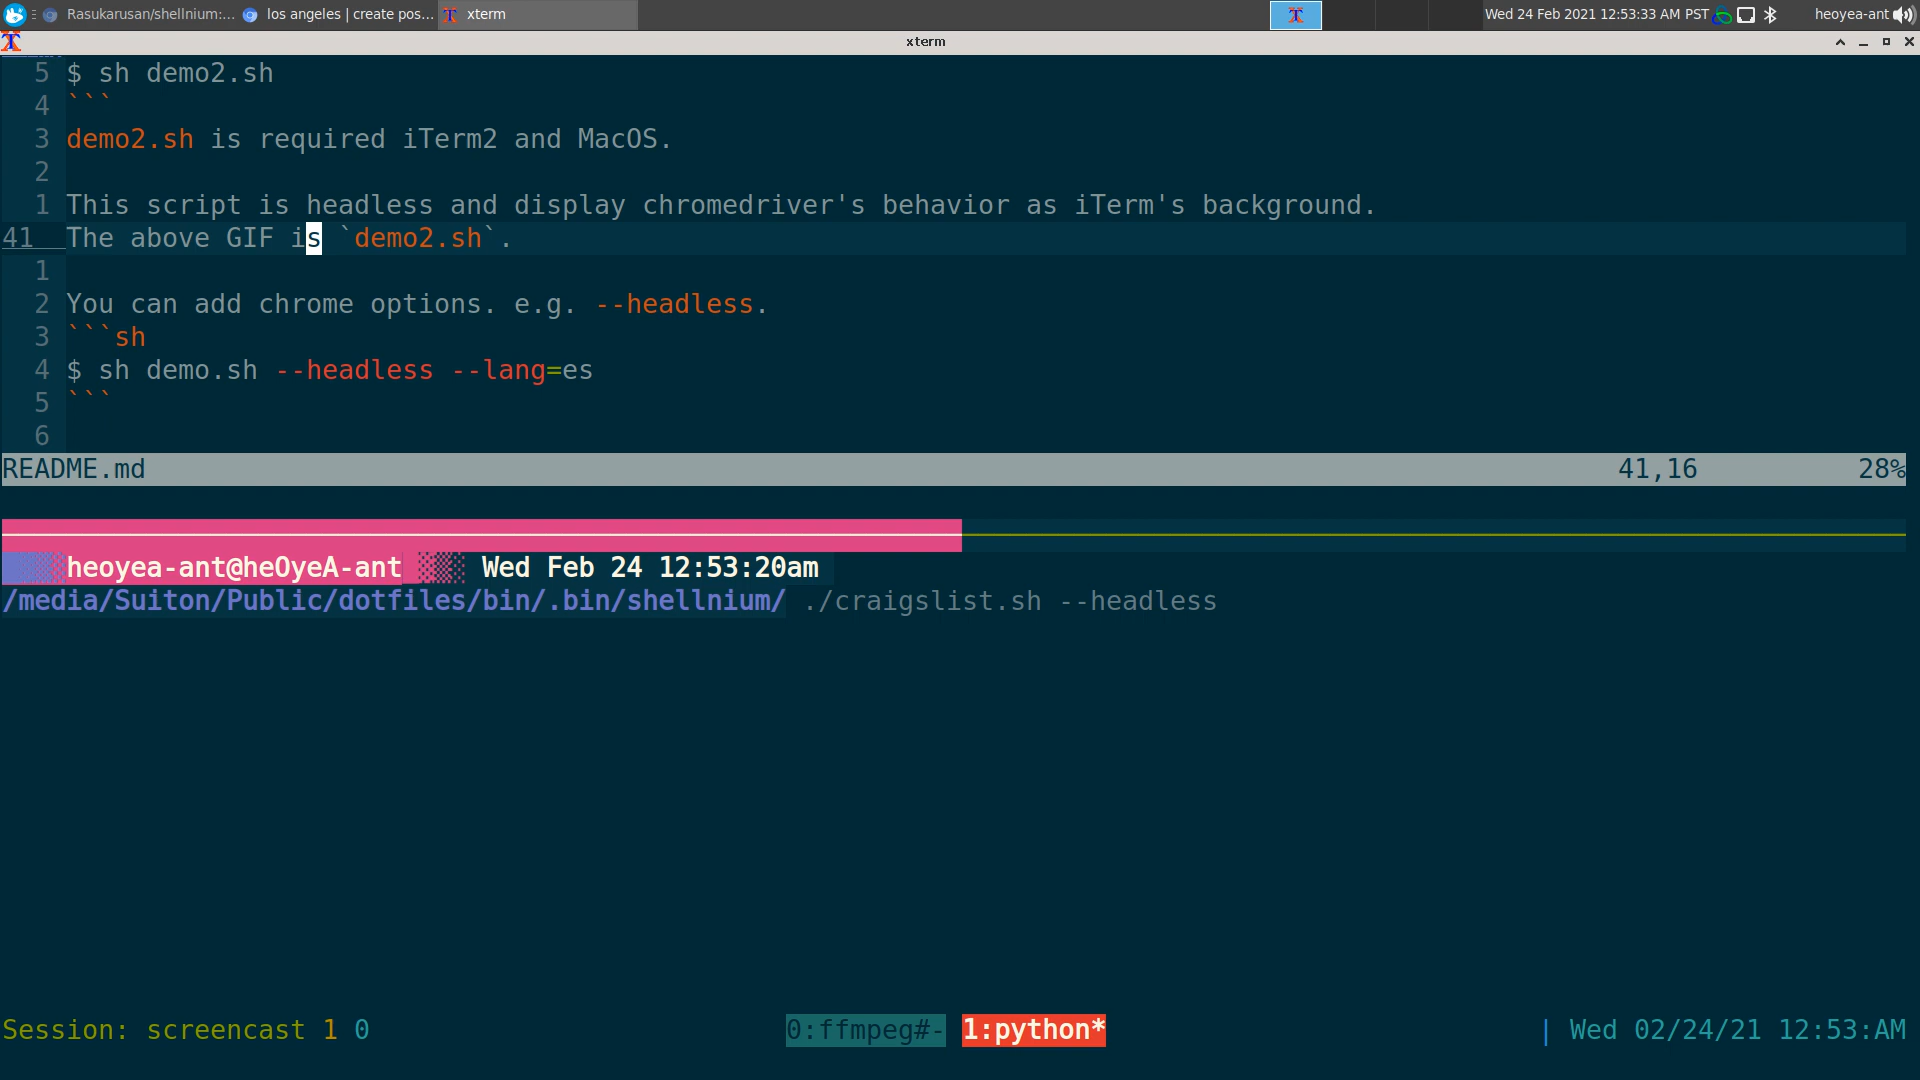 Rasukarusan/shellnium:... los angeles | create pos... xterm Wed 24 Feb 2021 12:53:33 AM PST heoyea-ant
xterm
5 $ sh demo2.sh
4 ```
3 demo2.sh is required iTerm2 and MacOS.
2
1 This script is headless and display chromedriver's behavior as iTerm's background.
41 The above GIF is `demo2.sh`.
1
2 You can add chrome options. e.g. --headless.
3 ```sh
4 $ sh demo.sh --headless --lang=es
5 ```
6
README.md 41,16 28%
heoyea-ant@heOyeA-ant Wed Feb 24 12:53:20am
/media/Suiton/Public/dotfiles/bin/.bin/shellnium/ ./craigslist.sh --headless
Session: screencast 1 0 0:ffmpeg#- 1:python* | Wed 02/24/21 12:53:AM